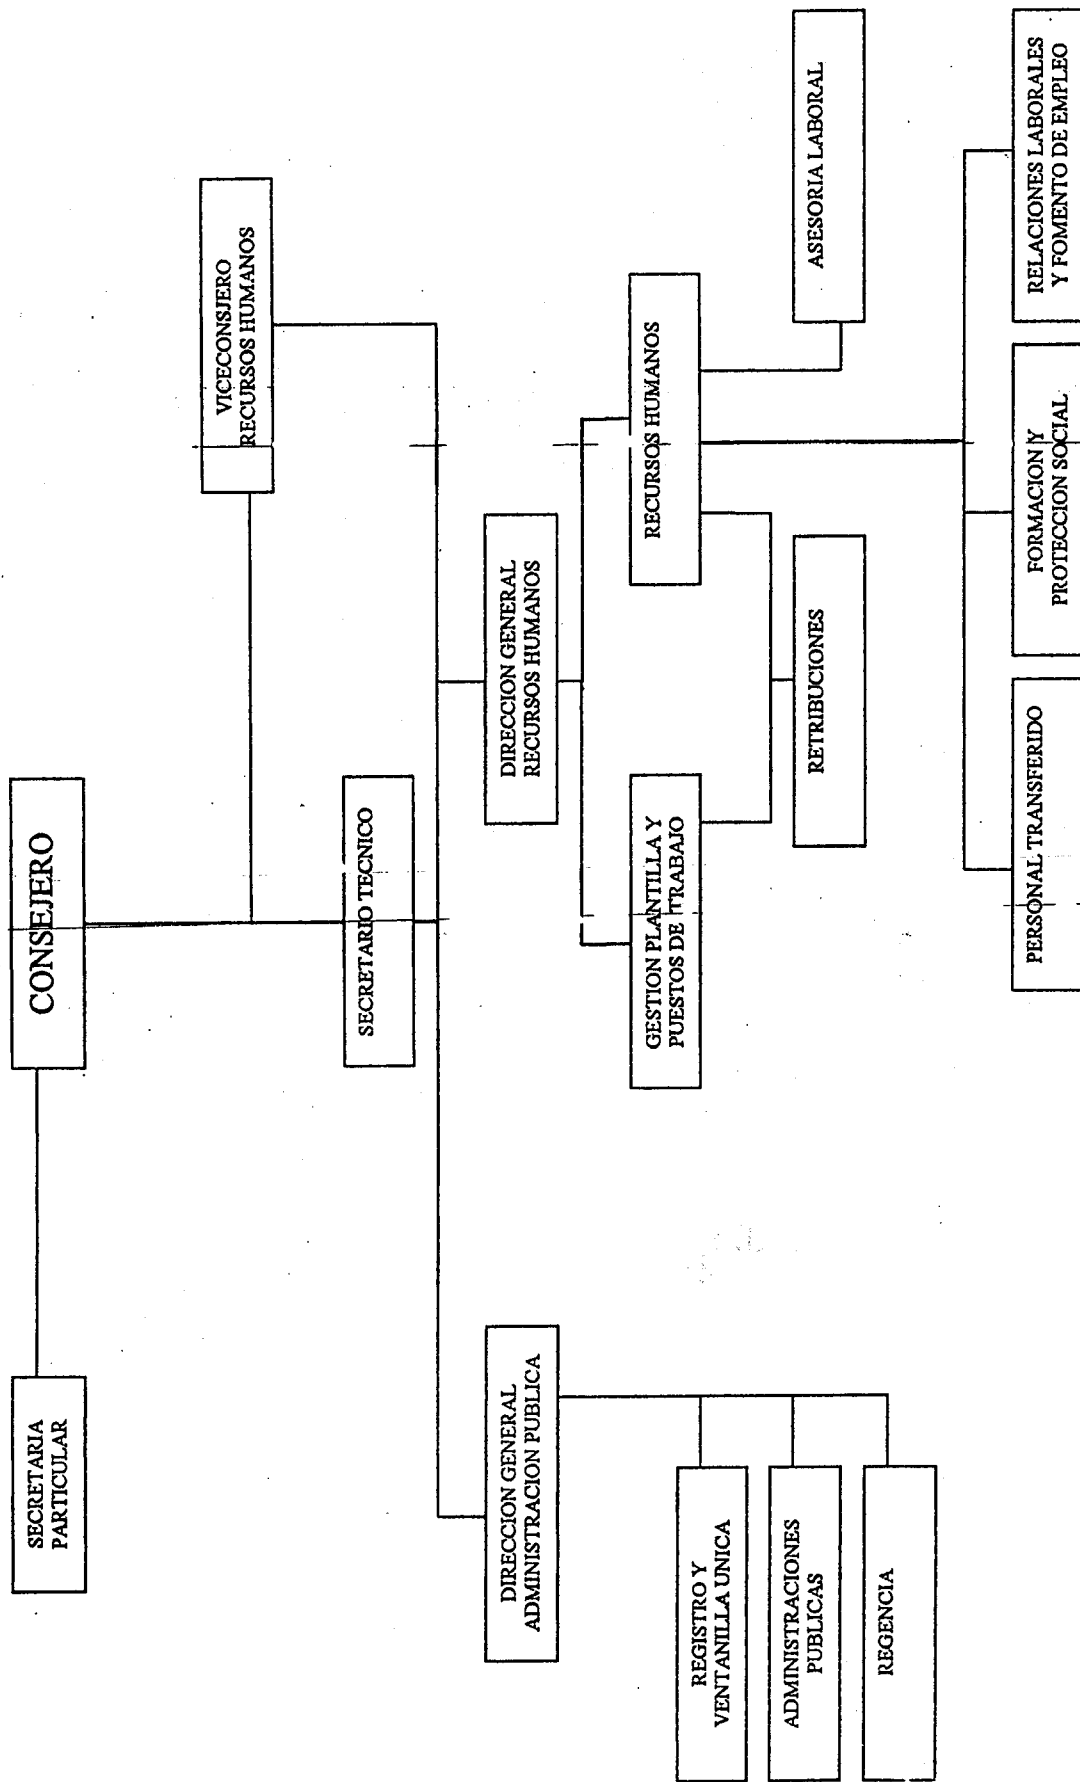 CONSEJERO
SECRETARIA
PARTICULAR
VICECONSJERO
RECURSOS HUMANOS
SECRETARIO TECNICO
DIRECCION GENERAL
ADMINISTRACION PUBLICA
DIRECCION GENERAL
RECURSOS HUMANOS
REGISTRO Y
VENTANILLA UNICA
ADMINISTRACIONES
PUBLICAS
REGENCIA
GESTION PLANTILLA Y
PUESTOS DE TRABAJO
RECURSOS HUMANOS
RETRIBUCIONES
ASESORIA LABORAL
PERSONAL TRANSFERIDO
FORMACION Y
PROTECCION SOCIAL
RELACIONES LABORALES
Y FOMENTO DE EMPLEO